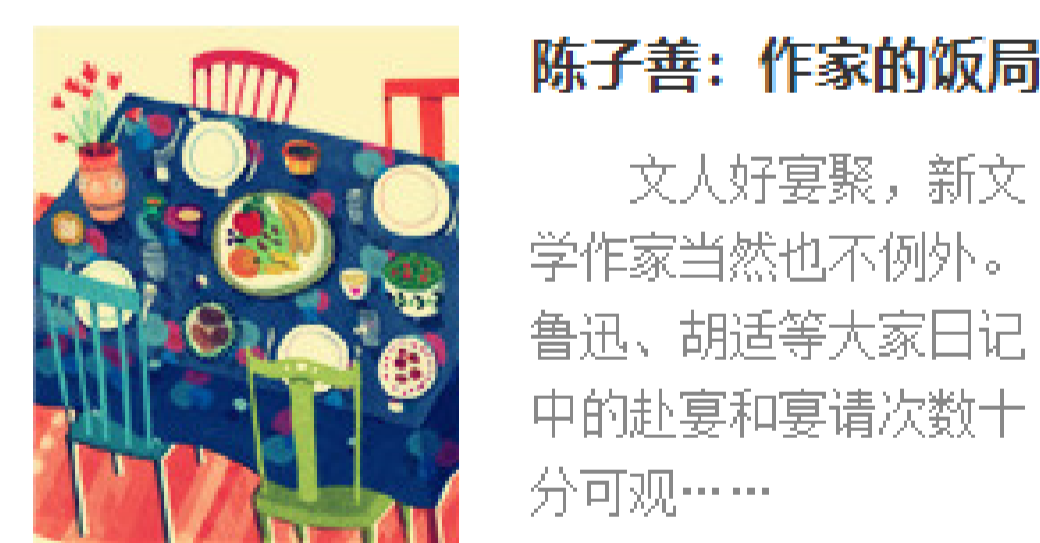 陈子善：作家的饭局
文人好宴聚，新文
学作家当然也不例外。
鲁迅、胡适等大家日记
中的赴宴和宴请次数十
分可观……